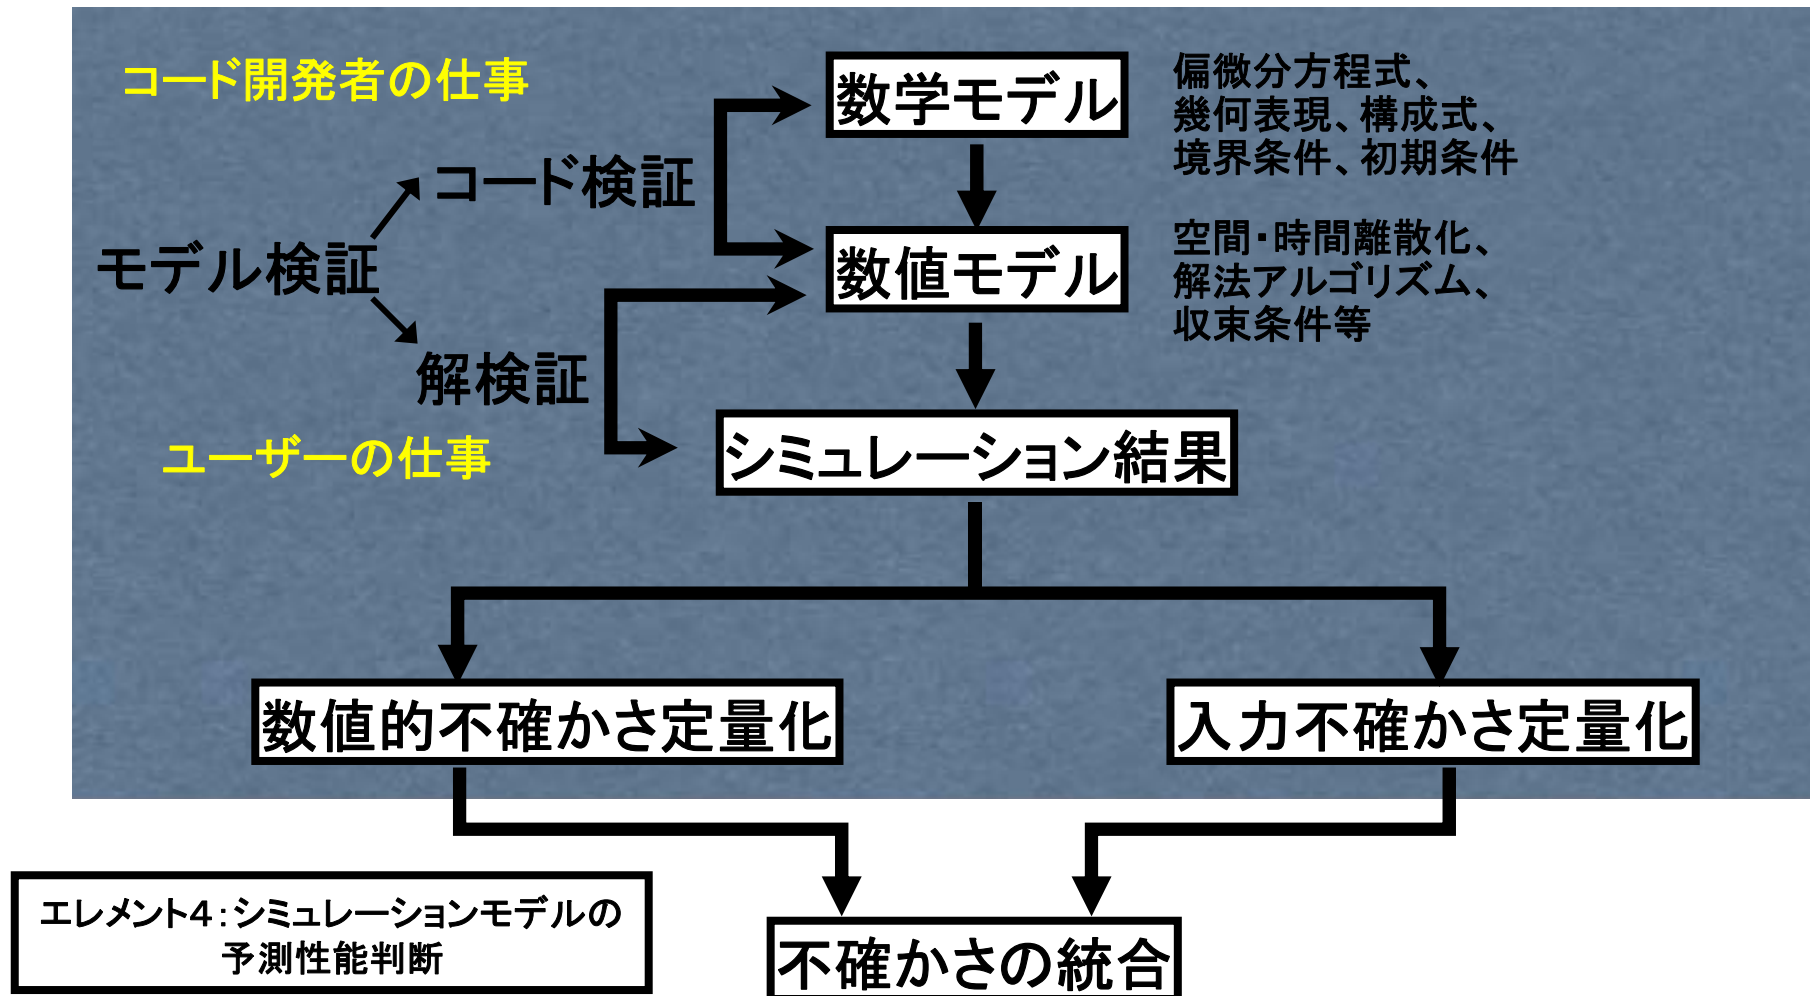 コード開発者の仕事
数学モデル
偏微分方程式、
幾何表現、構成式、
境界条件、初期条件
コード検証
モデル検証
数値モデル
空間・時間離散化、
解法アルゴリズム、
収束条件等
解検証
ユーザーの仕事
シミュレーション結果
数値的不確かさ定量化
入力不確かさ定量化
エレメント4:シミュレーションモデルの
予測性能判断
不確かさの統合